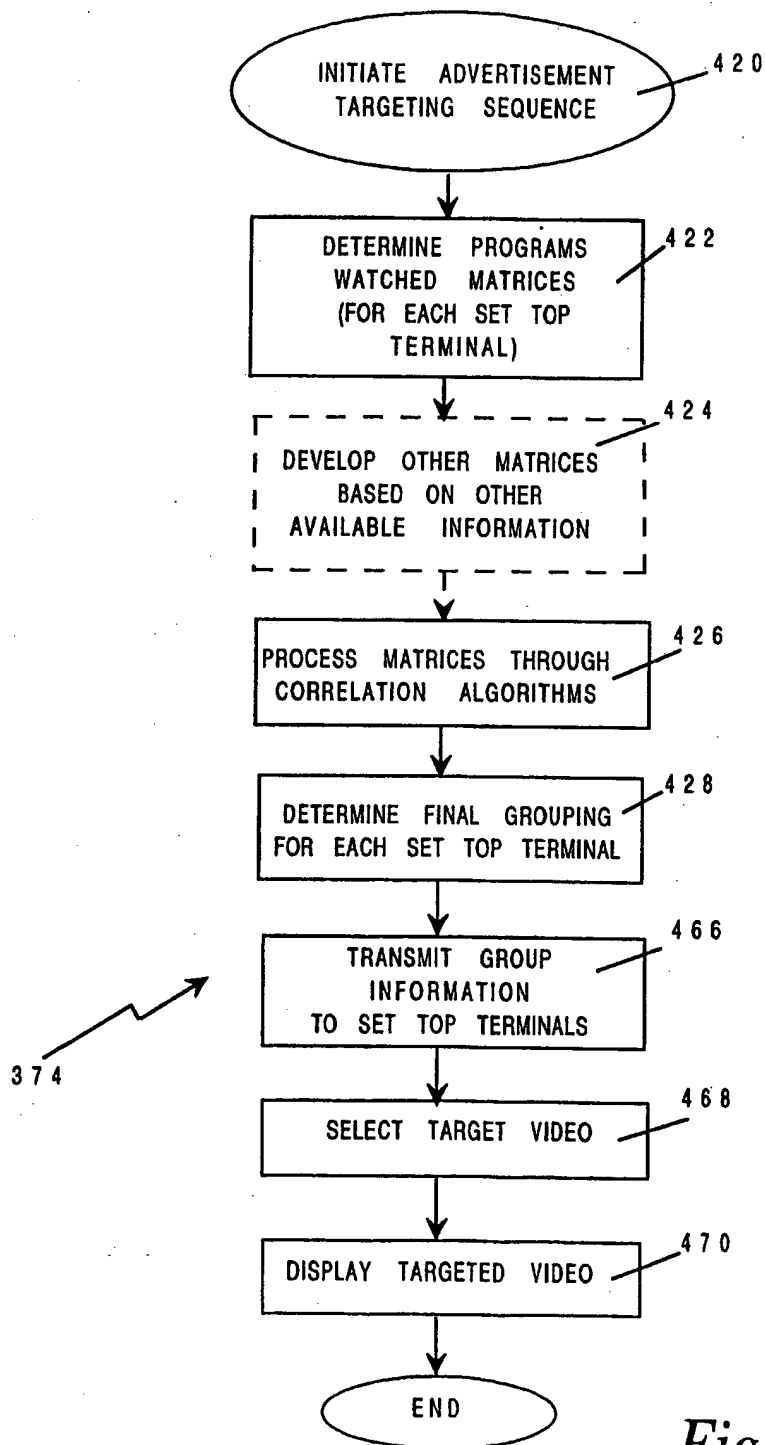 INITIATE ADVERTISEMENT
TARGETING SEQUENCE
420
DETERMINE PROGRAMS
WATCHED MATRICES
(FOR EACH SET TOP
TERMINAL)
422
DEVELOP OTHER MATRICES
BASED ON OTHER
AVAILABLE INFORMATION
424
PROCESS MATRICES THROUGH
CORRELATION ALGORITHMS
426
DETERMINE FINAL GROUPING
FOR EACH SET TOP TERMINAL
428
TRANSMIT GROUP
INFORMATION
TO SET TOP TERMINALS
466
374
SELECT TARGET VIDEO
468
DISPLAY TARGETED VIDEO
470
END
Fig